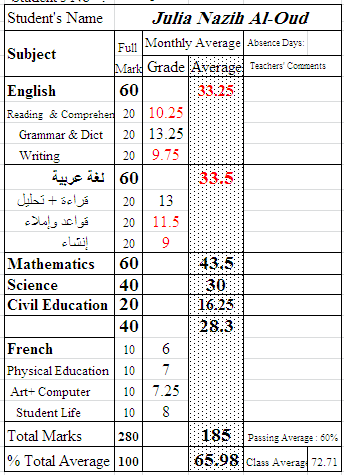 Student's Name Julia Nazih Al-Oud
Subject Full Mark Monthly Average Absence Days:
Grade Average Teachers' Comments
English 60 33.25
Reading & Comprehen 20 10.25
Grammar & Dict 20 13.25
Writing 20 9.75
لغة عربية 60 33.5
قراءة + تحليل 20 13
قواعد وإملاء 20 11.5
إنشاء 20 9
Mathematics 60 43.5
Science 40 30
Civil Education 20 16.25
40 28.3
French 10 6
Physical Education 10 7
Art+ Computer 10 7.25
Student Life 10 8
Total Marks 280 185 Passing Average : 60%
% Total Average 100 65.98 Class Average 72.71